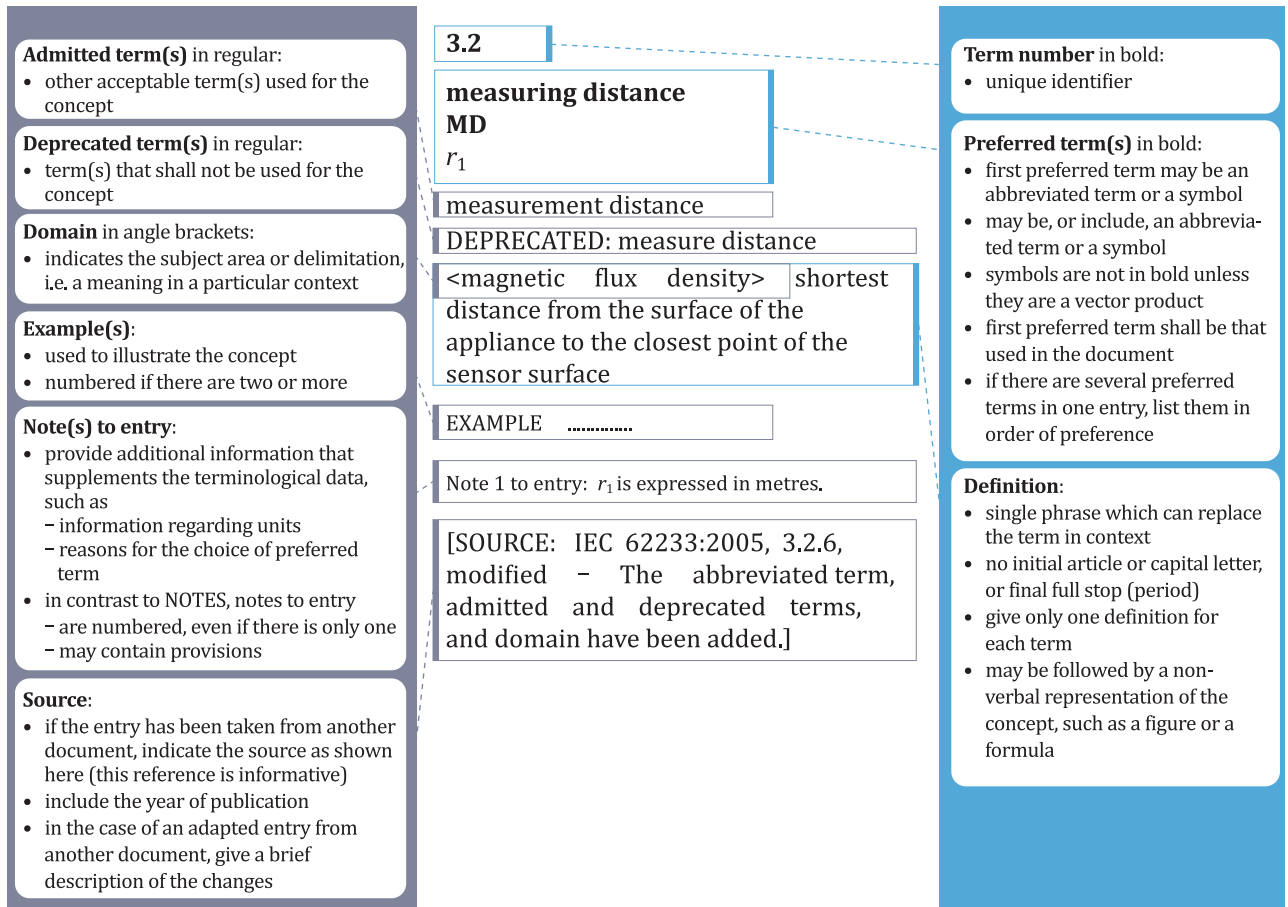 Admitted term(s) in regular:
• other acceptable term(s) used for the
concept
Deprecated term(s) in regular:
• term(s) that shall not be used for the
concept
Domain in angle brackets:
• indicates the subject area or delimitation,
i.e. a meaning in a particular context
Example(s):
• used to illustrate the concept
• numbered if there are two or more
Note(s) to entry:
• provide additional information that
supplements the terminological data,
such as
– information regarding units
– reasons for the choice of preferred
term
• in contrast to NOTES, notes to entry
– are numbered, even if there is only one
– may contain provisions
Source:
• if the entry has been taken from another
document, indicate the source as shown
here (this reference is informative)
• include the year of publication
• in the case of an adapted entry from
another document, give a brief
description of the changes
3.2
measuring distance
MD
r₁
measurement distance
DEPRECATED: measure distance
<magnetic flux density> shortest
distance from the surface of the
appliance to the closest point of the
sensor surface
EXAMPLE .............
Note 1 to entry: r₁ is expressed in metres.
[SOURCE: IEC 62233:2005, 3.2.6,
modified – The abbreviated term,
admitted and deprecated terms,
and domain have been added.]
Term number in bold:
• unique identifier
Preferred term(s) in bold:
• first preferred term may be an
abbreviated term or a symbol
• may be, or include, an abbrevia-
ted term or a symbol
• symbols are not in bold unless
they are a vector product
• first preferred term shall be that
used in the document
• if there are several preferred
terms in one entry, list them in
order of preference
Definition:
• single phrase which can replace
the term in context
• no initial article or capital letter,
or final full stop (period)
• give only one definition for
each term
• may be followed by a non-
verbal representation of the
concept, such as a figure or a
formula